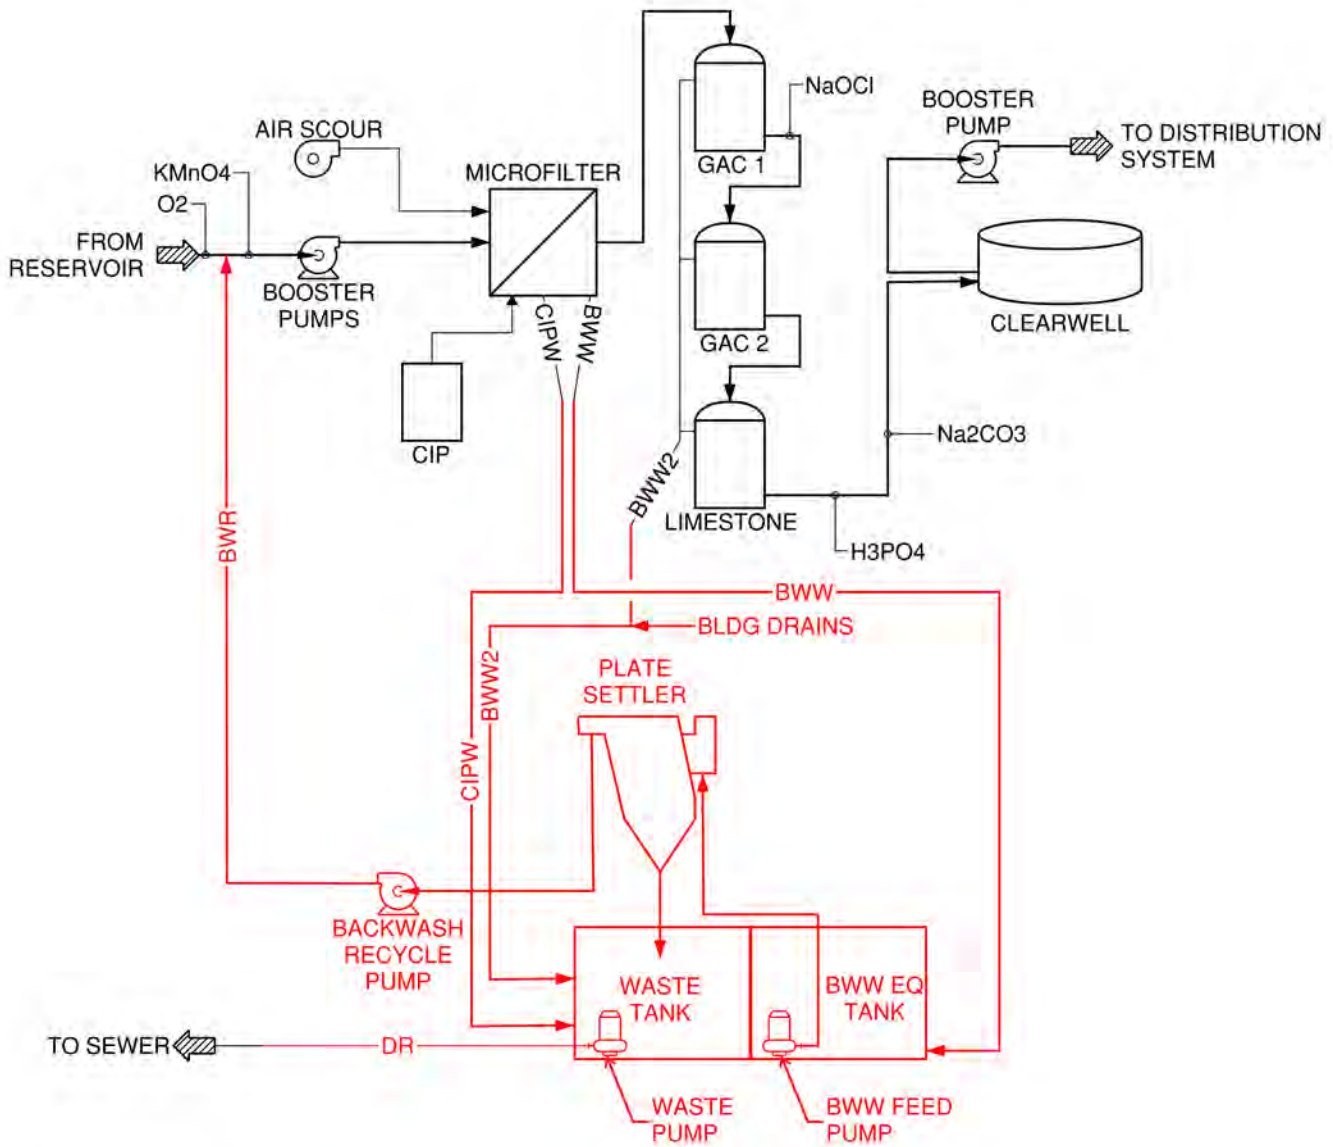 NaOCl
BOOSTER
PUMP
TO DISTRIBUTION
SYSTEM
AIR SCOUR
GAC 1
KMnO4
MICROFILTER
O2
FROM
RESERVOIR
BOOSTER
PUMPS
CIPW
BWW
GAC 2
CLEARWELL
CIP
Na2CO3
BWW2
LIMESTONE
H3PO4
BWR
BWW
BLDG DRAINS
BWW2
PLATE
SETTLER
CIPW
BACKWASH
RECYCLE
PUMP
WASTE
TANK
BWW EQ
TANK
TO SEWER
DR
WASTE
PUMP
BWW FEED
PUMP